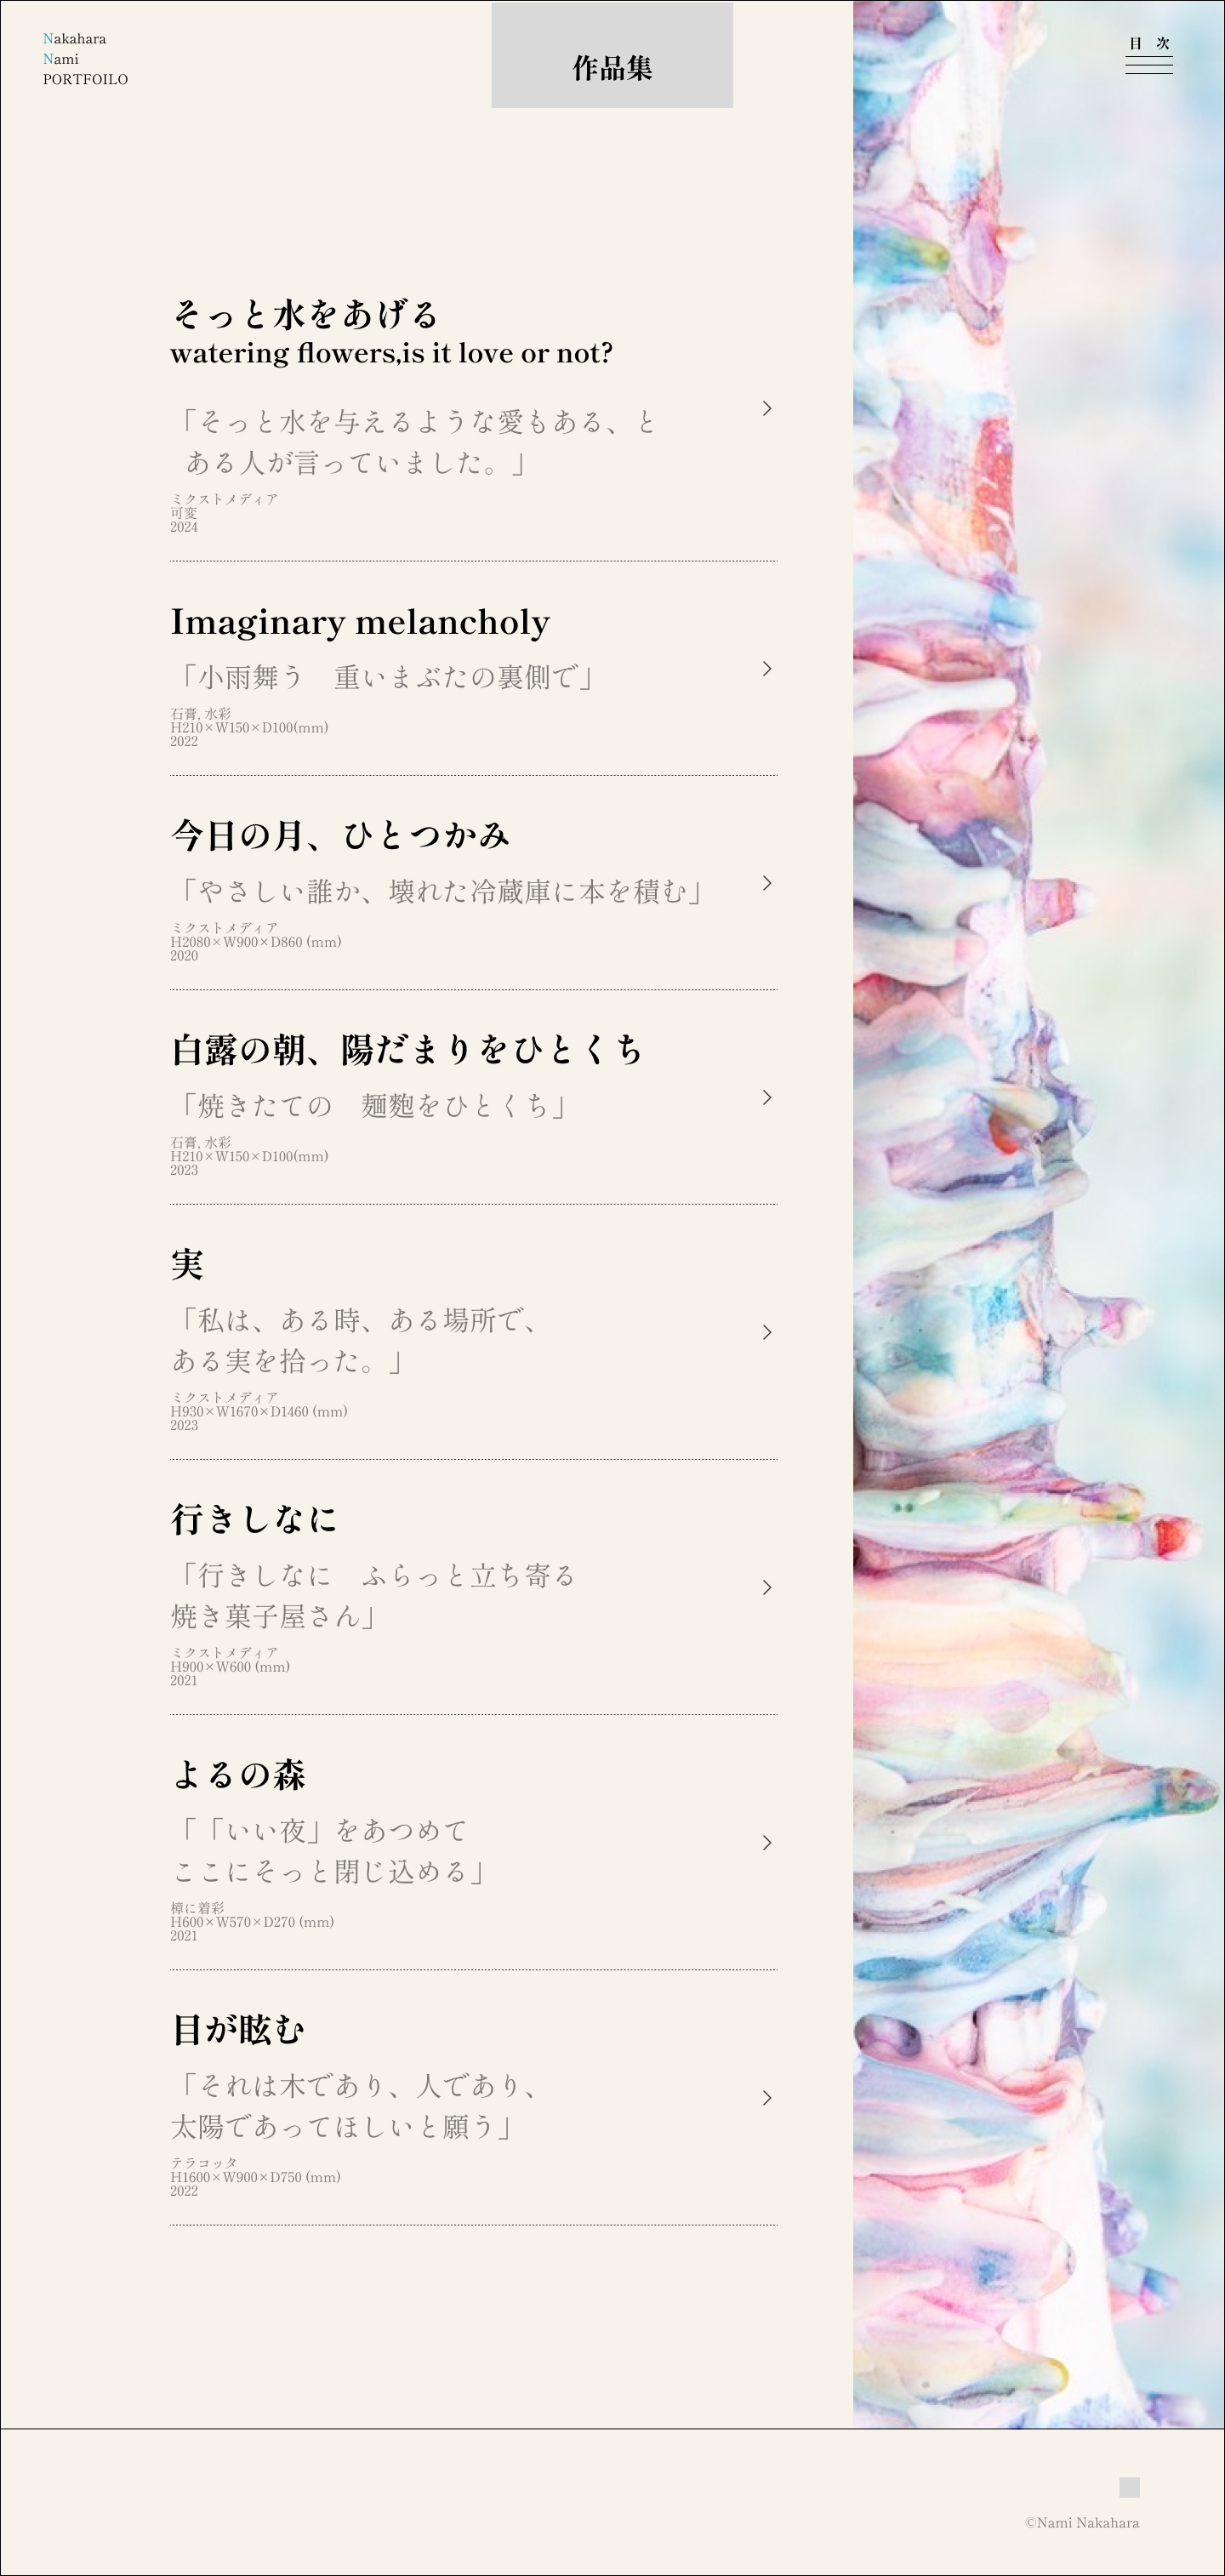 Nakahara
Nami
PORTFOILO
作品集
目 次
そっと水をあげる
watering flowers,is it love or not?
「そっと水を与えるような愛もある、と
ある人が言っていました。」
ミクストメディア
可変
2024
Imaginary melancholy
「小雨舞う　重いまぶたの裏側で」
石膏, 水彩
H210×W150×D100(mm)
2022
今日の月、ひとつかみ
「やさしい誰か、壊れた冷蔵庫に本を積む」
ミクストメディア
H2080×W900×D860 (mm)
2020
白露の朝、陽だまりをひとくち
「焼きたての　麺麭をひとくち」
石膏, 水彩
H210×W150×D100(mm)
2023
実
「私は、ある時、ある場所で、
ある実を拾った。」
ミクストメディア
H930×W1670×D1460 (mm)
2023
行きしなに
「行きしなに　ふらっと立ち寄る
焼き菓子屋さん」
ミクストメディア
H900×W600 (mm)
2021
よるの森
「「いい夜」をあつめて
ここにそっと閉じ込める」
樟に着彩
H600×W570×D270 (mm)
2021
目が眩む
「それは木であり、人であり、
太陽であってほしいと願う」
テラコッタ
H1600×W900×D750 (mm)
2022
©Nami Nakahara